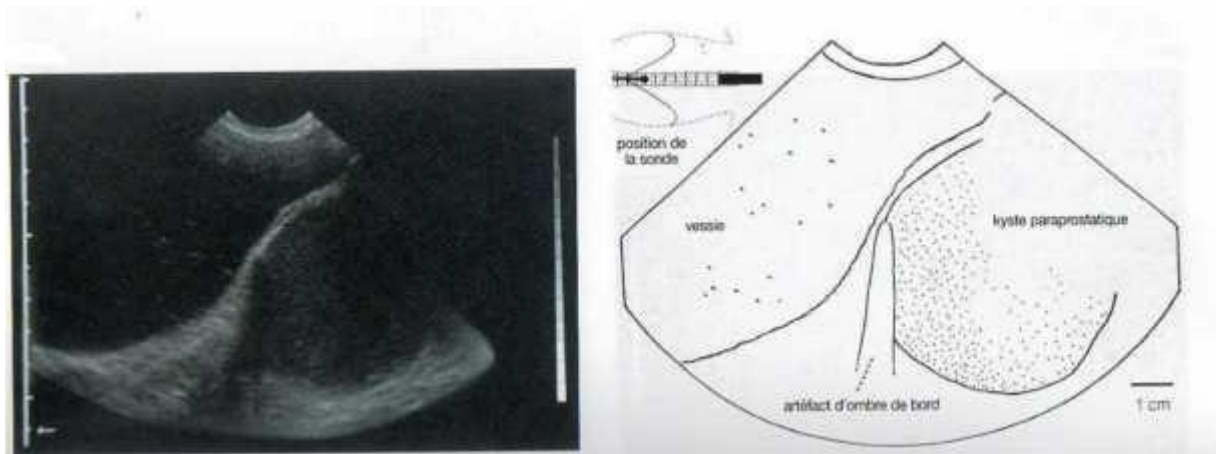 position de
la sonde
vessie
kyste paraprostatique
artéfact d'ombre de bord
1 cm